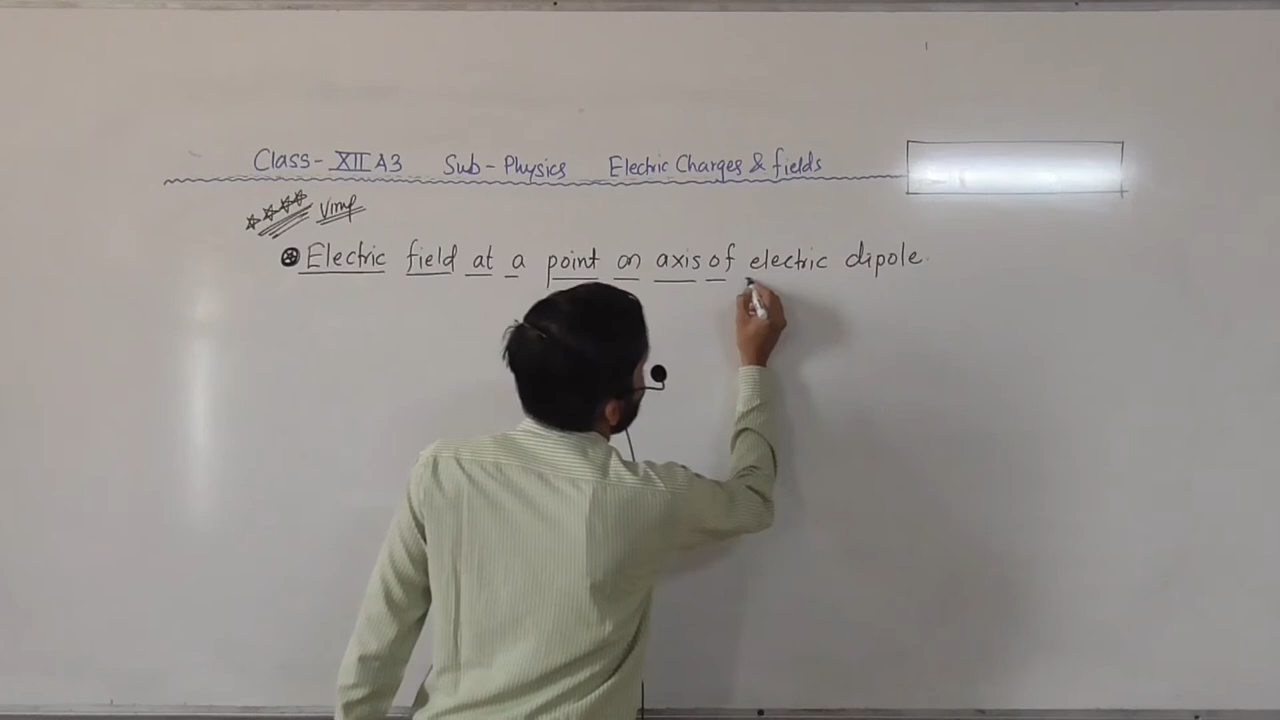 Class- XII A3 Sub- Physics Electric Charges & fields
Vimp
Electric field at a point on axis of electric dipole.